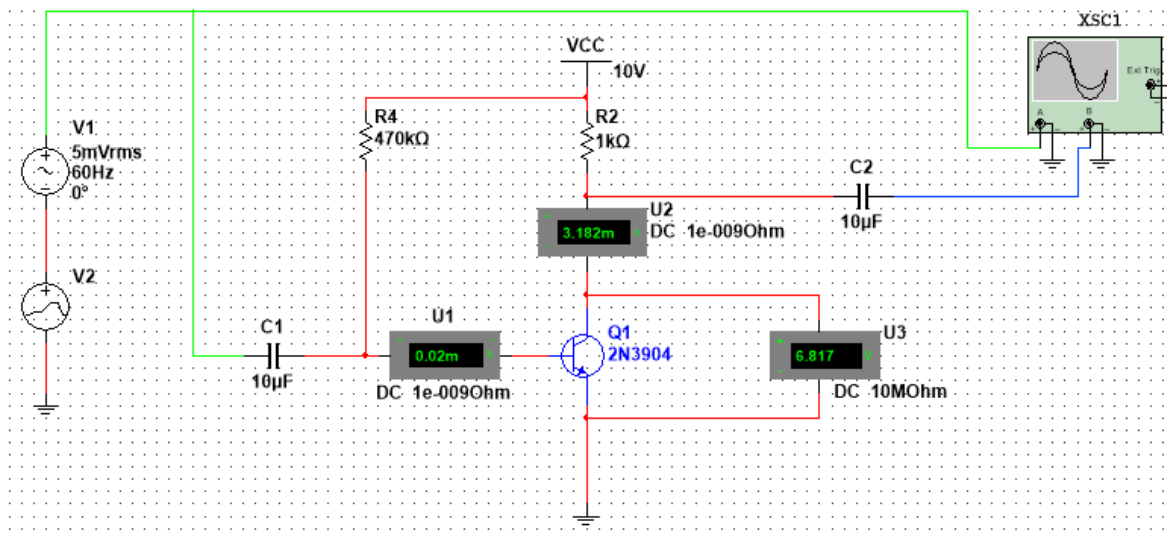 XSC1
VCC
10V
Ext Trig
+
-
A
B
+
-
+
-
R4
470kΩ
R2
1kΩ
V1
5mVrms
60Hz
0°
C2
10µF
U2
3.182m
A
DC 1e-009Ohm
V2
C1
10µF
U1
0.02m
A
DC 1e-009Ohm
Q1
2N3904
U3
6.817
V
DC 10MOhm